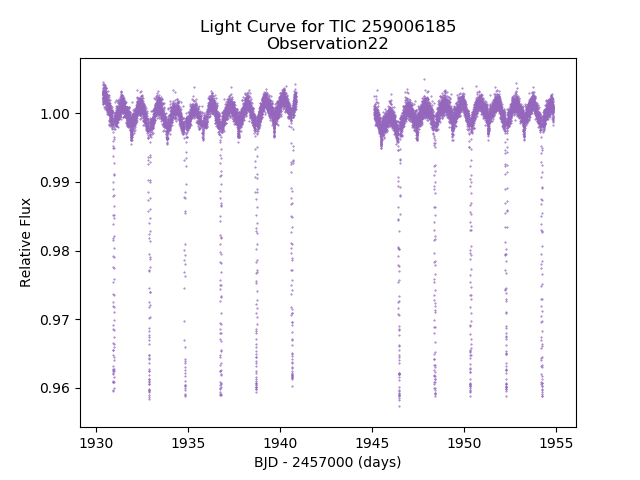 Light Curve for TIC 259006185
Observation22
1.00
0.99
0.98
0.97
0.96
Relative Flux
1930
1935
1940
1945
1950
1955
BJD - 2457000 (days)